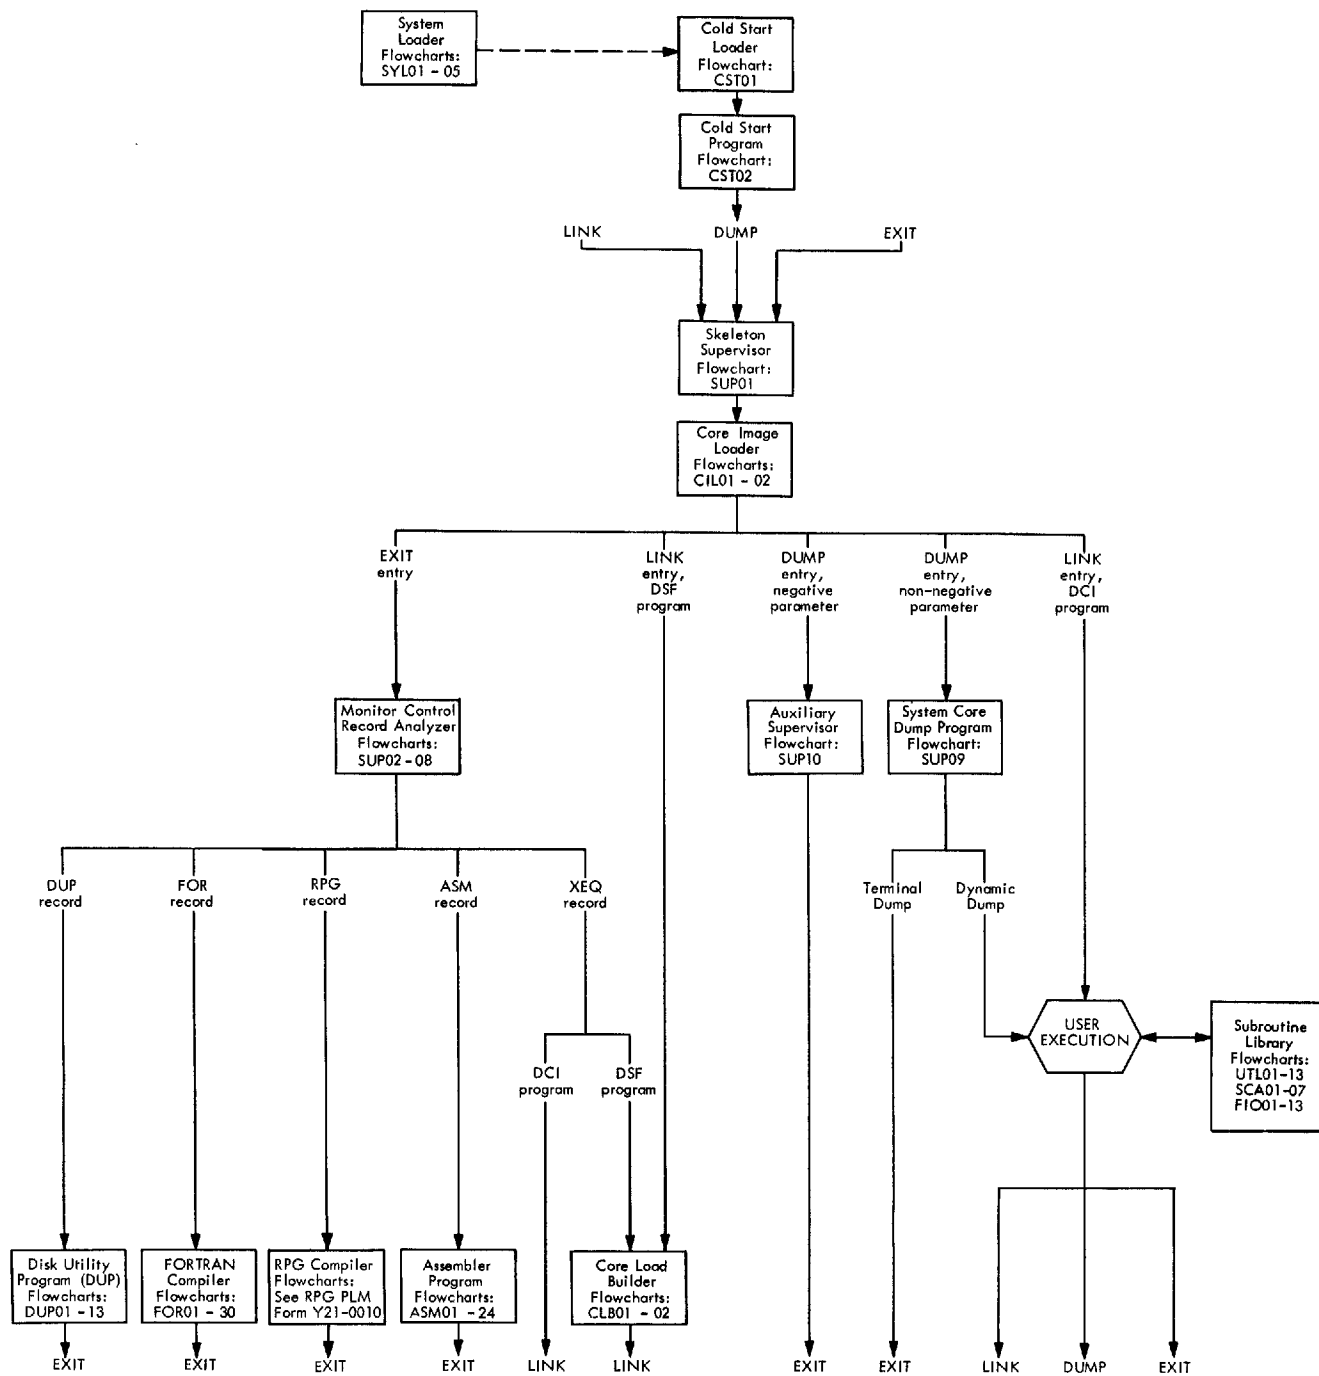 System
Loader
Flowcharts:
SYL01 - 05
Cold Start
Loader
Flowchart:
CST01
Cold Start
Program
Flowchart:
CST02
LINK
DUMP
EXIT
Skeleton
Supervisor
Flowchart:
SUP01
Core Image
Loader
Flowcharts:
CIL01 - 02
EXIT
entry
LINK
entry,
DSF
program
DUMP
entry,
negative
parameter
DUMP
entry,
non-negative
parameter
LINK
entry,
DCI
program
Monitor Control
Record Analyzer
Flowcharts:
SUP02-08
Auxiliary
Supervisor
Flowchart:
SUP10
System Core
Dump Program
Flowchart:
SUP09
DUP
record
FOR
record
RPG
record
ASM
record
XEQ
record
Terminal
Dump
Dynamic
Dump
DCI
program
DSF
program
USER
EXECUTION
Subroutine
Library
Flowcharts:
UTL01-13
SCA01-07
FIO01-13
Disk Utility
Program (DUP)
Flowcharts:
DUP01 - 13
FORTRAN
Compiler
Flowcharts:
FOR01 - 30
RPG Compiler
Flowcharts:
See RPG PLM
Form Y21-0010
Assembler
Program
Flowcharts:
ASM01 - 24
Core Load
Builder
Flowcharts:
CLB01 - 02
EXIT
EXIT
EXIT
EXIT
LINK
LINK
EXIT
EXIT
LINK
DUMP
EXIT